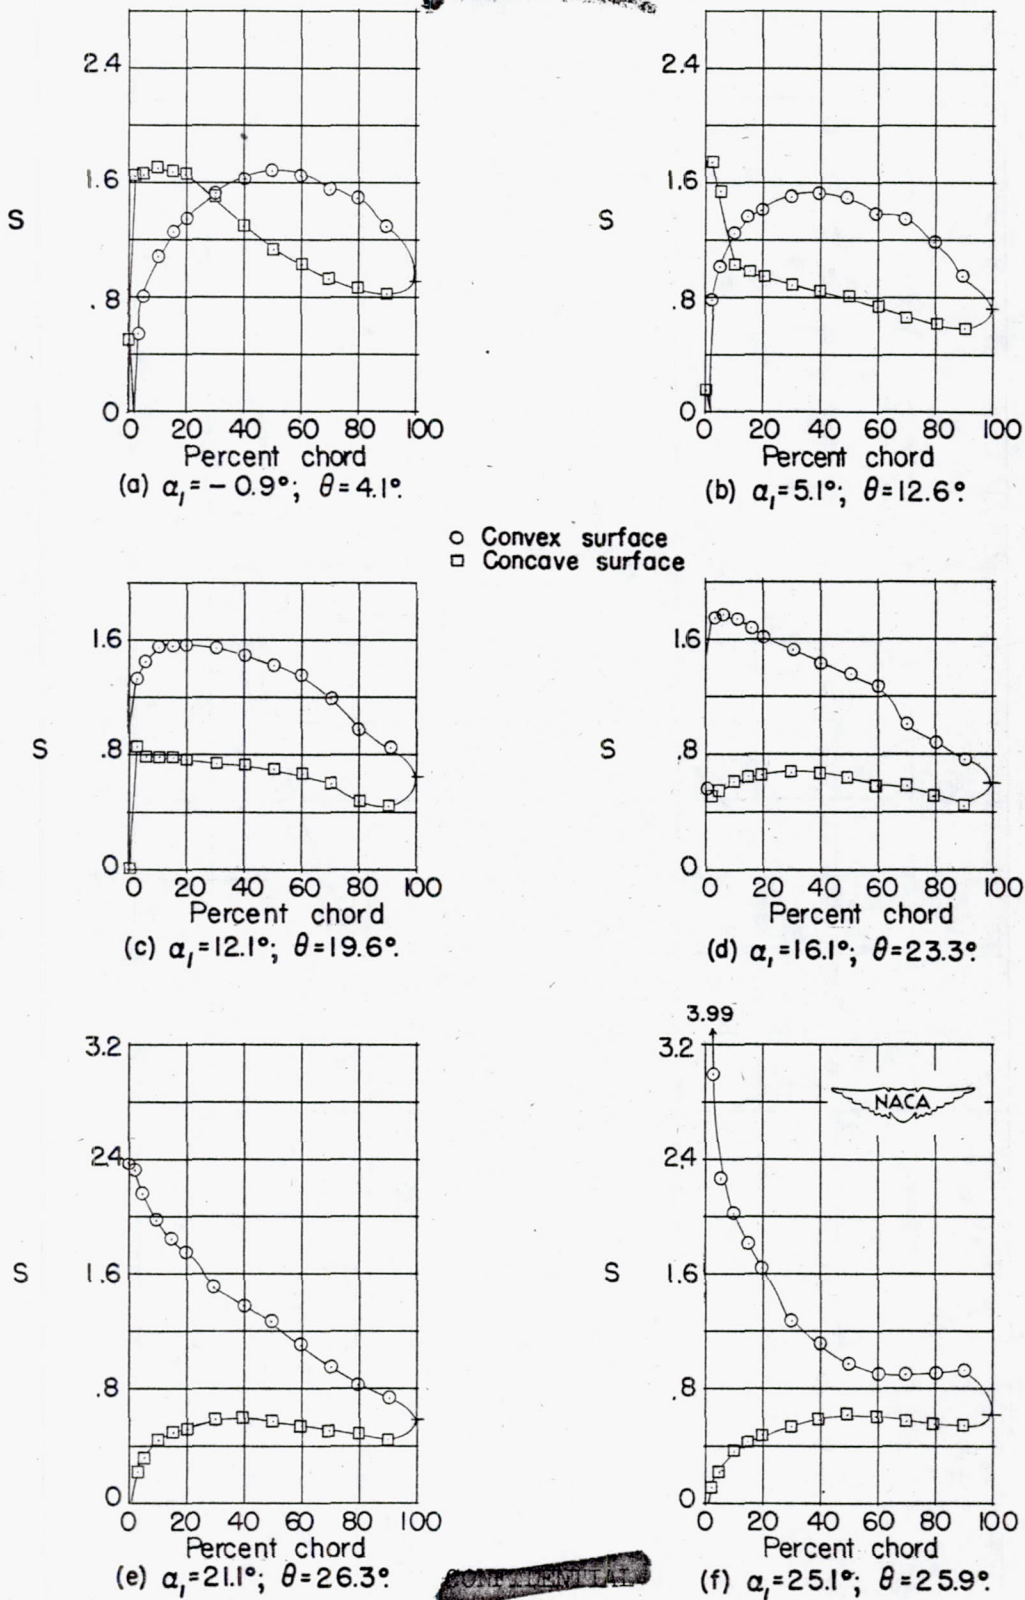 2.4
1.6
S
.8
0
0 20 40 60 80 100
Percent chord
(a) α₁ = − 0.9°; θ = 4.1°.
2.4
1.6
S
.8
0
0 20 40 60 80 100
Percent chord
(b) α₁ = 5.1°; θ = 12.6°.
Convex surface
Concave surface
1.6
S
.8
0
0 20 40 60 80 100
Percent chord
(c) α₁ = 12.1°; θ = 19.6°.
1.6
S
.8
0
0 20 40 60 80 100
Percent chord
(d) α₁ = 16.1°; θ = 23.3°.
3.2
2.4
S
1.6
.8
0
0 20 40 60 80 100
Percent chord
(e) α₁ = 21.1°; θ = 26.3°.
3.99
3.2
NACA
2.4
S
1.6
.8
0
0 20 40 60 80 100
Percent chord
(f) α₁ = 25.1°; θ = 25.9°.
CONFIDENTIAL